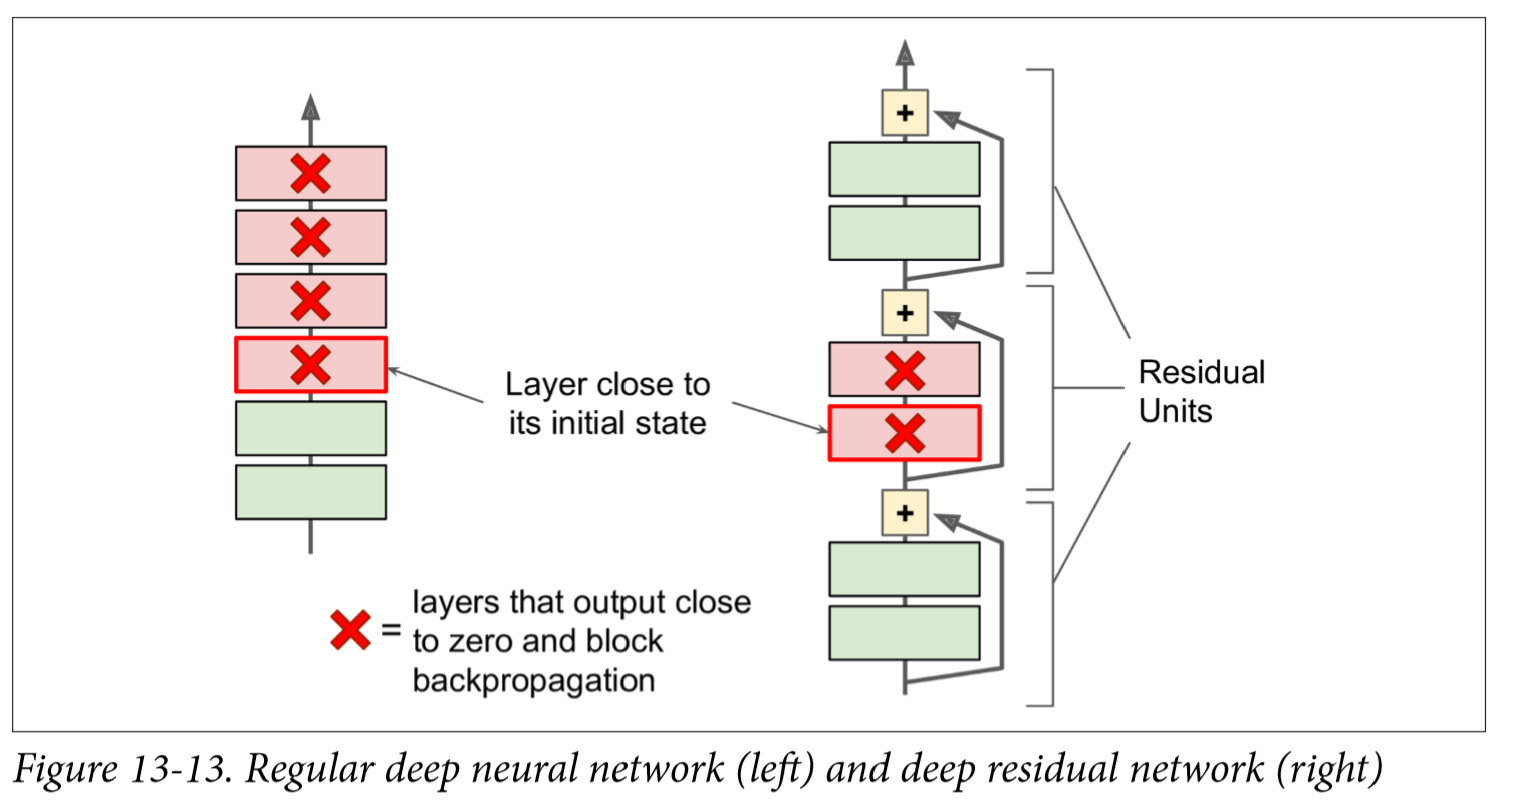 +
+
Layer close to
its initial state
Residual
Units
+
= layers that output close
to zero and block
backpropagation
Figure 13-13. Regular deep neural network (left) and deep residual network (right)